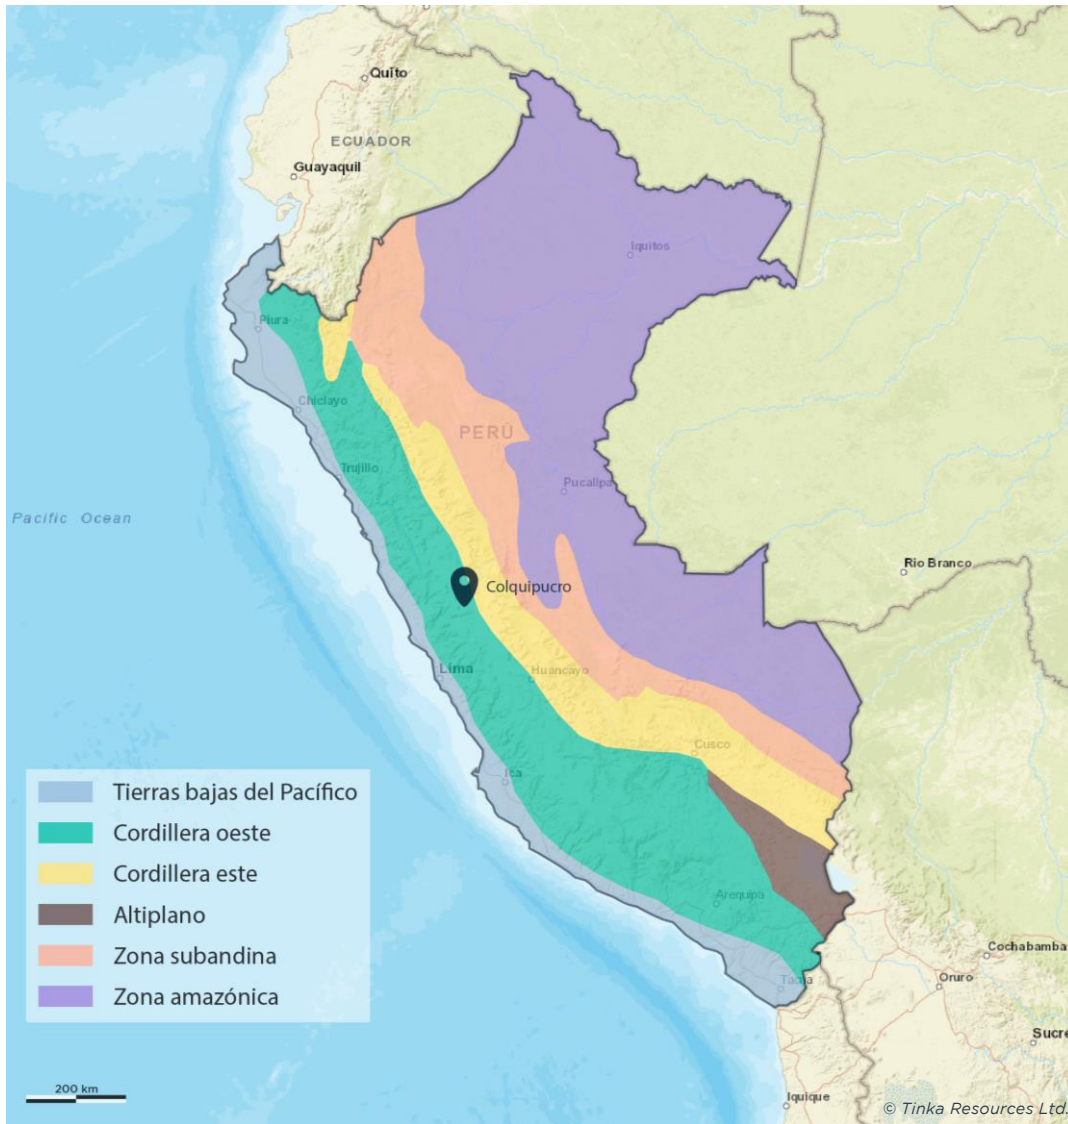 Quito
ECUADOR
Guayaquil
Iquitos
Piura
Chiclayo
PERÚ
Trujillo
Pucallpa
Pacific Ocean
Rio Branco
Colquipucro
Lima
Huancayo
Cusco
Ica
Tierras bajas del Pacífico
Cordillera oeste
Cordillera este
Altiplano
Zona subandina
Zona amazónica
Arequipa
Cochabamba
Tacna
Oruro
Sucre
200 km
Iquique
© Tinka Resources Ltd.